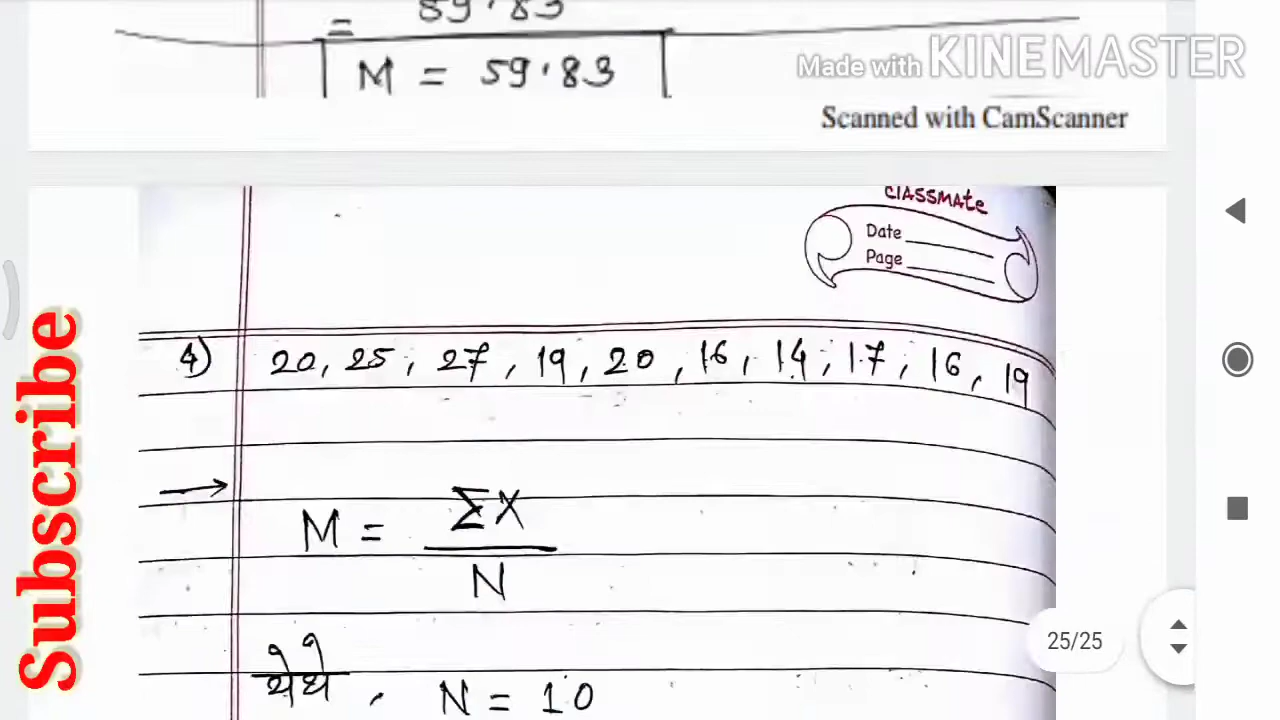 = 59.83
M = 59.83
Made with KINEMASTER
Scanned with CamScanner
CLASSMATE
Date
Page
4) 20, 25, 27, 19, 20, 16, 14, 17, 16, 19
→ M = ΣX
N
येथे, N = 10
Subscribe
25/25